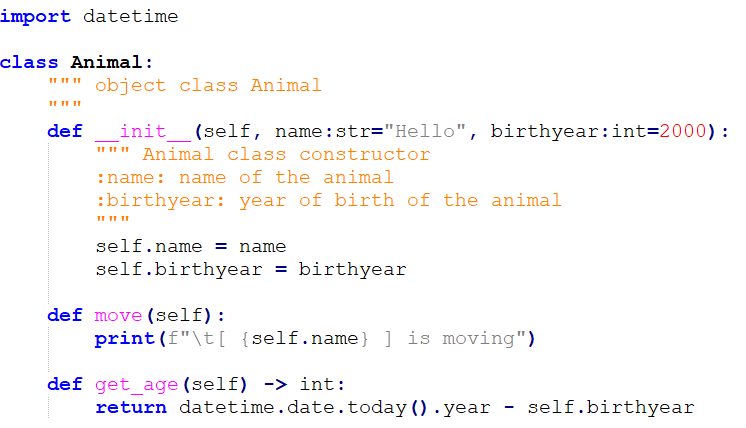 import datetime
class Animal:
    """ object class Animal
    """
    def __init__(self, name:str="Hello", birthyear:int=2000):
        """ Animal class constructor
        :name: name of the animal
        :birthyear: year of birth of the animal
        """
        self.name = name
        self.birthyear = birthyear
    def move(self):
        print(f"\t[ {self.name} ] is moving")
    def get_age(self) -> int:
        return datetime.date.today().year - self.birthyear